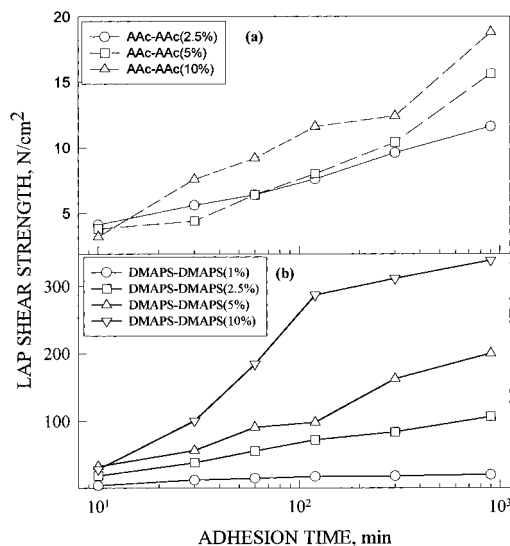 (a)
AAc-AAc(2.5%)
AAc-AAc(5%)
AAc-AAc(10%)
20
15
10
5
(b)
DMAPS-DMAPS(1%)
DMAPS-DMAPS(2.5%)
DMAPS-DMAPS(5%)
DMAPS-DMAPS(10%)
300
200
100
LAP SHEAR STRENGTH, N/cm²
10¹ 10² 10³
ADHESION TIME, min